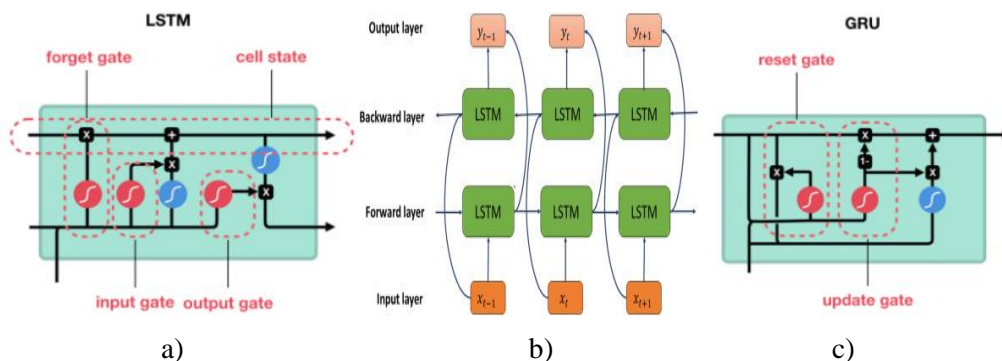 LSTM
forget gate
cell state
x
+
x
x
input gate
output gate
a)
Output layer
y_{t-1}
y_t
y_{t+1}
Backward layer
LSTM
LSTM
LSTM
Forward layer
LSTM
LSTM
LSTM
Input layer
x_{t-1}
x_t
x_{t+1}
b)
GRU
reset gate
x
+
1-
x
x
update gate
c)